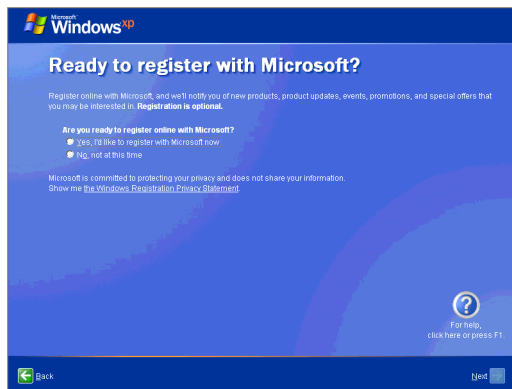 Microsoft
Windows xp
Ready to register with Microsoft?
Register online with Microsoft, and we'll notify you of new products, product updates, events, promotions, and special offers that
you may be interested in. Registration is optional.
Are you ready to register online with Microsoft?
Yes, I'd like to register with Microsoft now
No, not at this time
Microsoft is committed to protecting your privacy and does not share your information.
Show me the Windows Registration Privacy Statement.
For help,
click here or press F1.
Back
Next